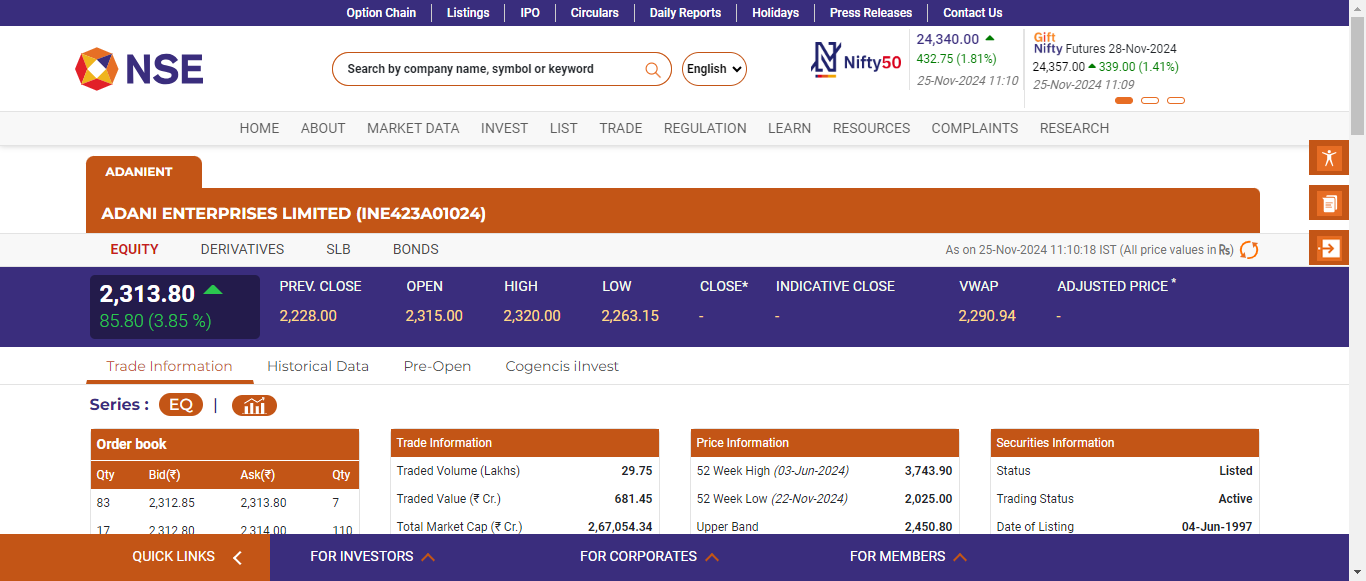 Option Chain Listings IPO Circulars Daily Reports Holidays Press Releases Contact Us
NSE
Search by company name, symbol or keyword
English
Nifty50
24,340.00
432.75 (1.81%)
25-Nov-2024 11:10
Gift
Nifty Futures 28-Nov-2024
24,357.00 339.00 (1.41%)
25-Nov-2024 11:09
HOME ABOUT MARKET DATA INVEST LIST TRADE REGULATION LEARN RESOURCES COMPLAINTS RESEARCH
ADANIENT
ADANI ENTERPRISES LIMITED (INE423A01024)
EQUITY DERIVATIVES SLB BONDS
As on 25-Nov-2024 11:10:18 IST (All price values in ₨)
2,313.80
85.80 (3.85 %)
PREV. CLOSE OPEN HIGH LOW CLOSE* INDICATIVE CLOSE VWAP ADJUSTED PRICE *
2,228.00 2,315.00 2,320.00 2,263.15 - - 2,290.94 -
Trade Information Historical Data Pre-Open Cogencis iInvest
Series : EQ |
Order book
Qty Bid(₹) Ask(₹) Qty
83 2,312.85 2,313.80 7
17 2,312.80 2,314.00 110
Trade Information
Traded Volume (Lakhs) 29.75
Traded Value (₹ Cr.) 681.45
Total Market Cap (₹ Cr.) 2,67,054.34
Price Information
52 Week High (03-Jun-2024) 3,743.90
52 Week Low (22-Nov-2024) 2,025.00
Upper Band 2,450.80
Securities Information
Status Listed
Trading Status Active
Date of Listing 04-Jun-1997
QUICK LINKS FOR INVESTORS FOR CORPORATES FOR MEMBERS